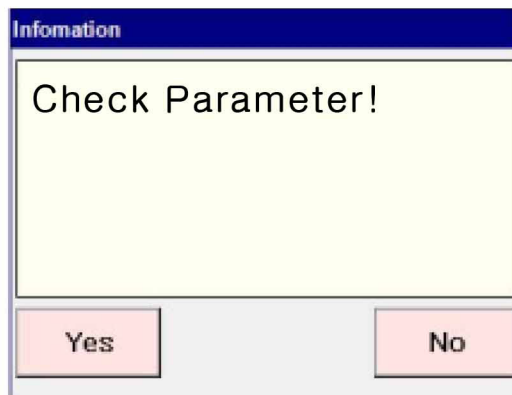 Infomation
Check Parameter!
Yes
No